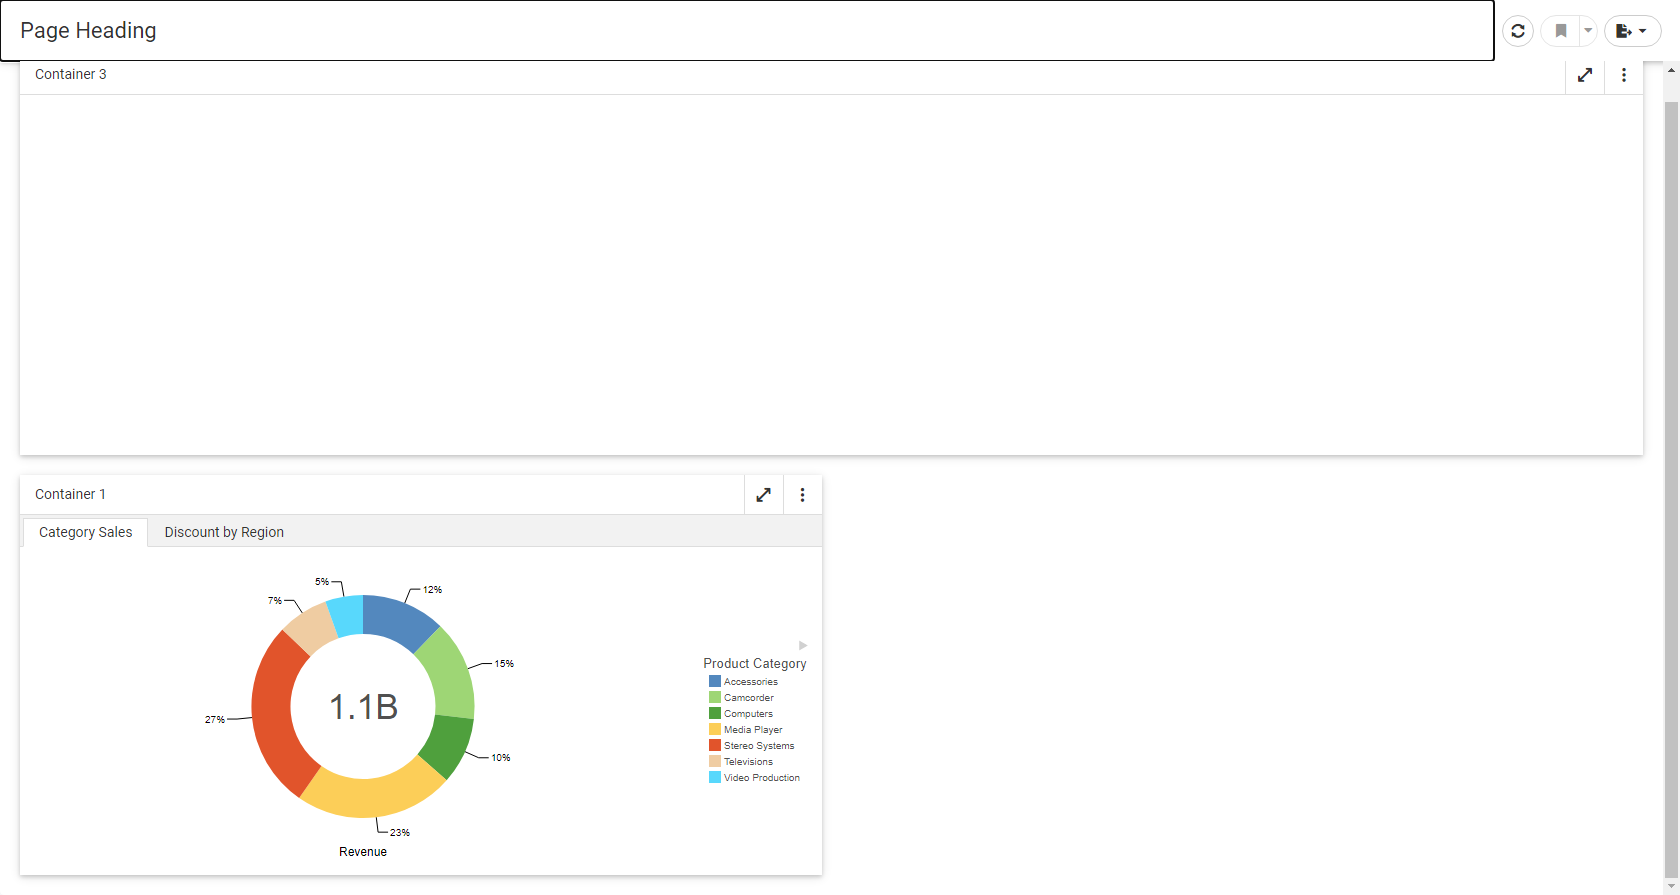 Page Heading
Container 3
Container 1
Category Sales
Discount by Region
5%
12%
7%
15%
27%
1.1B
10%
23%
Revenue
Product Category
Accessories
Camcorder
Computers
Media Player
Stereo Systems
Televisions
Video Production